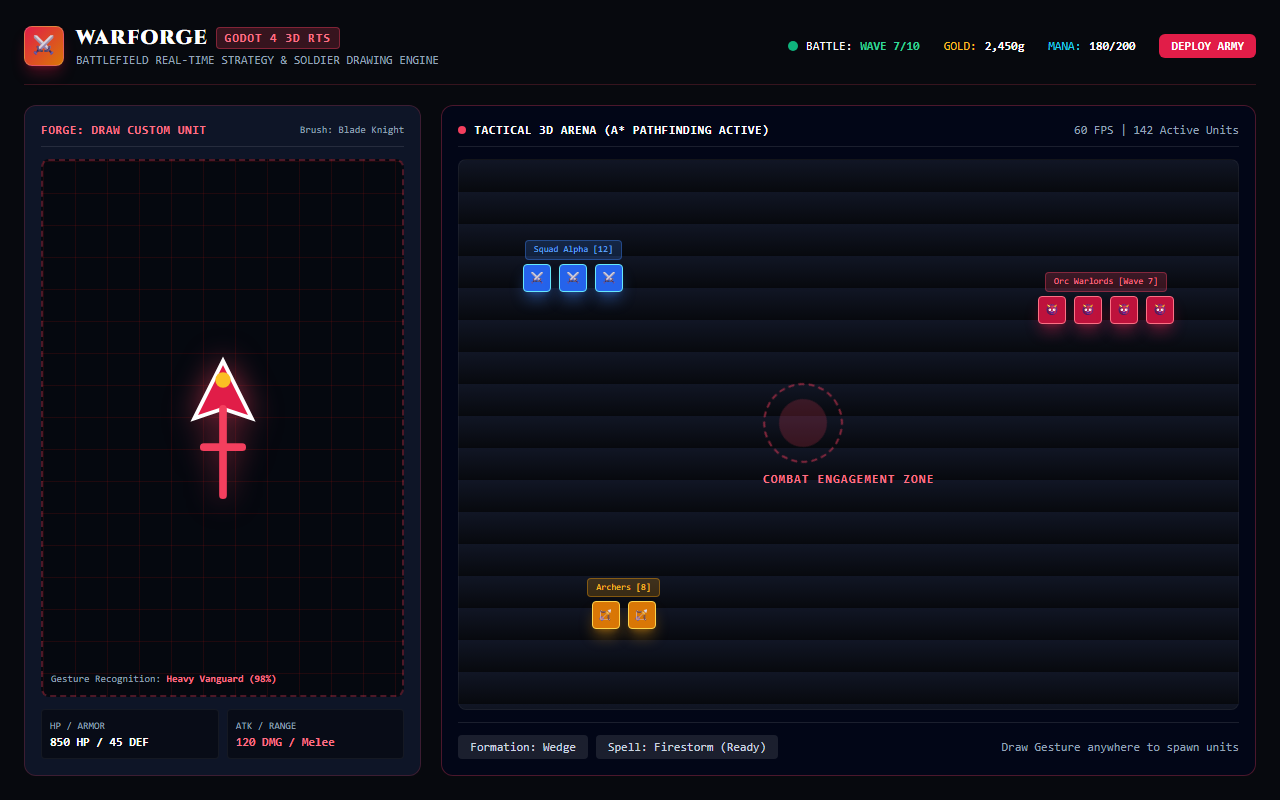 WARFORGE GODOT 4 3D RTS
BATTLEFIELD REAL-TIME STRATEGY & SOLDIER DRAWING ENGINE
BATTLE: WAVE 7/10 GOLD: 2,450g MANA: 180/200 DEPLOY ARMY
FORGE: DRAW CUSTOM UNIT Brush: Blade Knight
Gesture Recognition: Heavy Vanguard (98%)
HP / ARMOR
850 HP / 45 DEF
ATK / RANGE
120 DMG / Melee
TACTICAL 3D ARENA (A* PATHFINDING ACTIVE) 60 FPS | 142 Active Units
Squad Alpha [12]
Orc Warlords [Wave 7]
COMBAT ENGAGEMENT ZONE
Archers [8]
Formation: Wedge Spell: Firestorm (Ready) Draw Gesture anywhere to spawn units